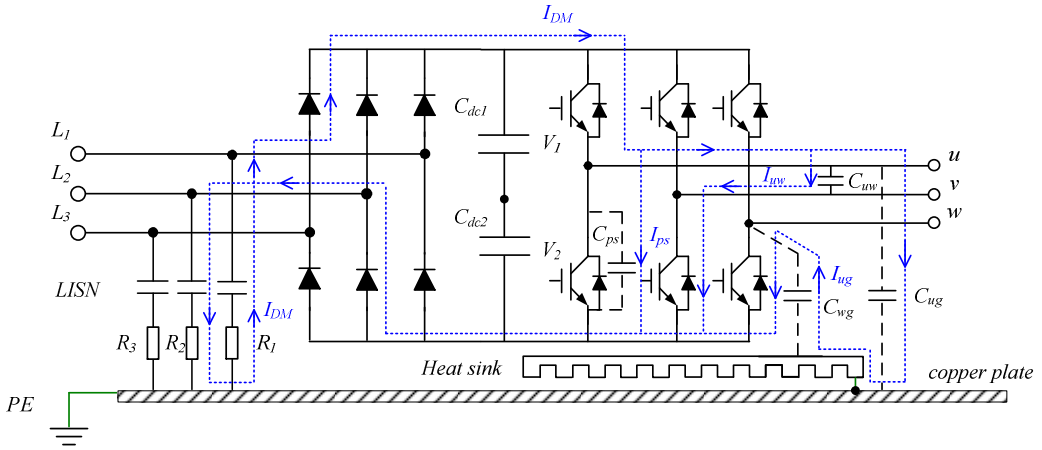 I_DM
C_dc1
V_1
L_1
L_2
L_3
u
v
w
I_uw
C_uw
C_dc2
V_2
C_ps
I_ps
I_ug
C_wg
C_ug
LISN
I_DM
R_3
R_2
R_1
Heat sink
copper plate
PE